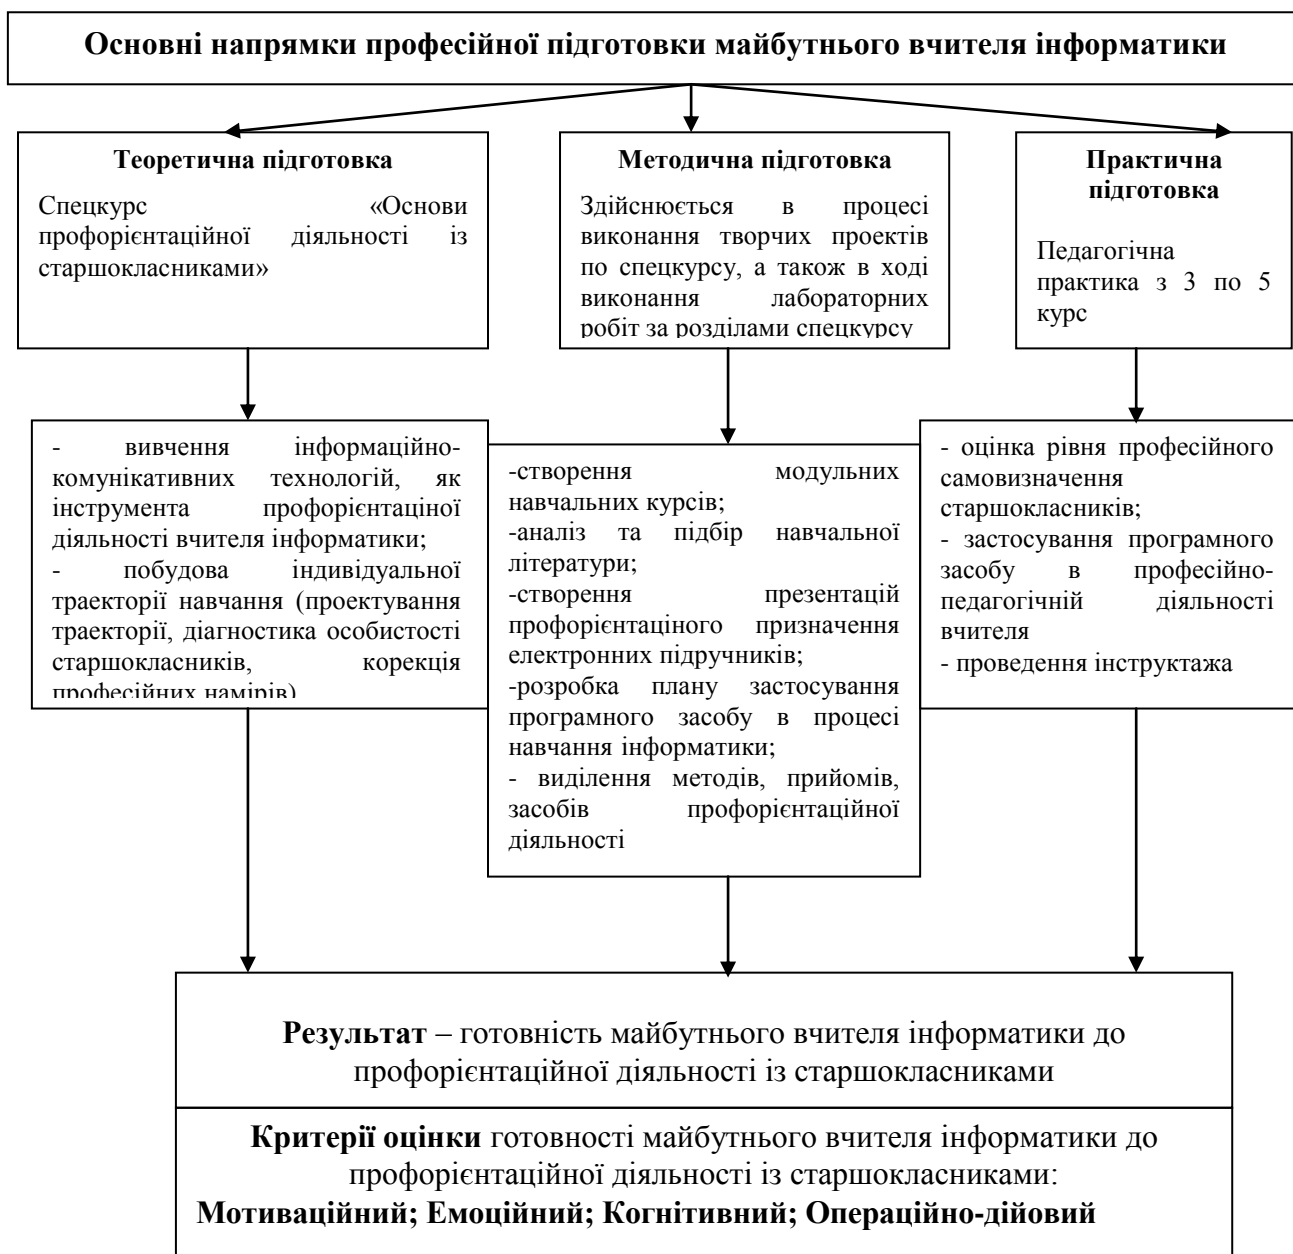 Основні напрямки професійної підготовки майбутнього вчителя інформатики
Теоретична підготовка
Спецкурс «Основи
профорієнтаційної діяльності із
старшокласниками»
Методична підготовка
Здійснюється в процесі
виконання творчих проектів
по спецкурсу, а також в ході
виконання лабораторних
робіт за розділами спецкурсу
Практична
підготовка
Педагогічна
практика з 3 по 5
курс
- вивчення інформаційно-
комунікативних технологій, як
інструмента профорієнтаціної
діяльності вчителя інформатики;
- побудова індивідуальної
траекторії навчання (проектування
траекторії, діагностика особистості
старшокласників, корекція
професійних намірів)
-створення модульних
навчальних курсів;
-аналіз та підбір навчальної
літератури;
-створення презентацій
профорієнтаціного призначення
електронних підручників;
-розробка плану застосування
програмного засобу в процесі
навчання інформатики;
- виділення методів, прийомів,
засобів профорієнтаційної
діяльності
- оцінка рівня професійного
самовизначення
старшокласників;
- застосування програмного
засобу в професійно-
педагогічній діяльності
вчителя
- проведення інструктажа
Результат – готовність майбутнього вчителя інформатики до
профорієнтаційної діяльності із старшокласниками
Критерії оцінки готовності майбутнього вчителя інформатики до
профорієнтаційної діяльності із старшокласниками:
Мотиваційний; Емоційний; Когнітивний; Операційно-дійовий